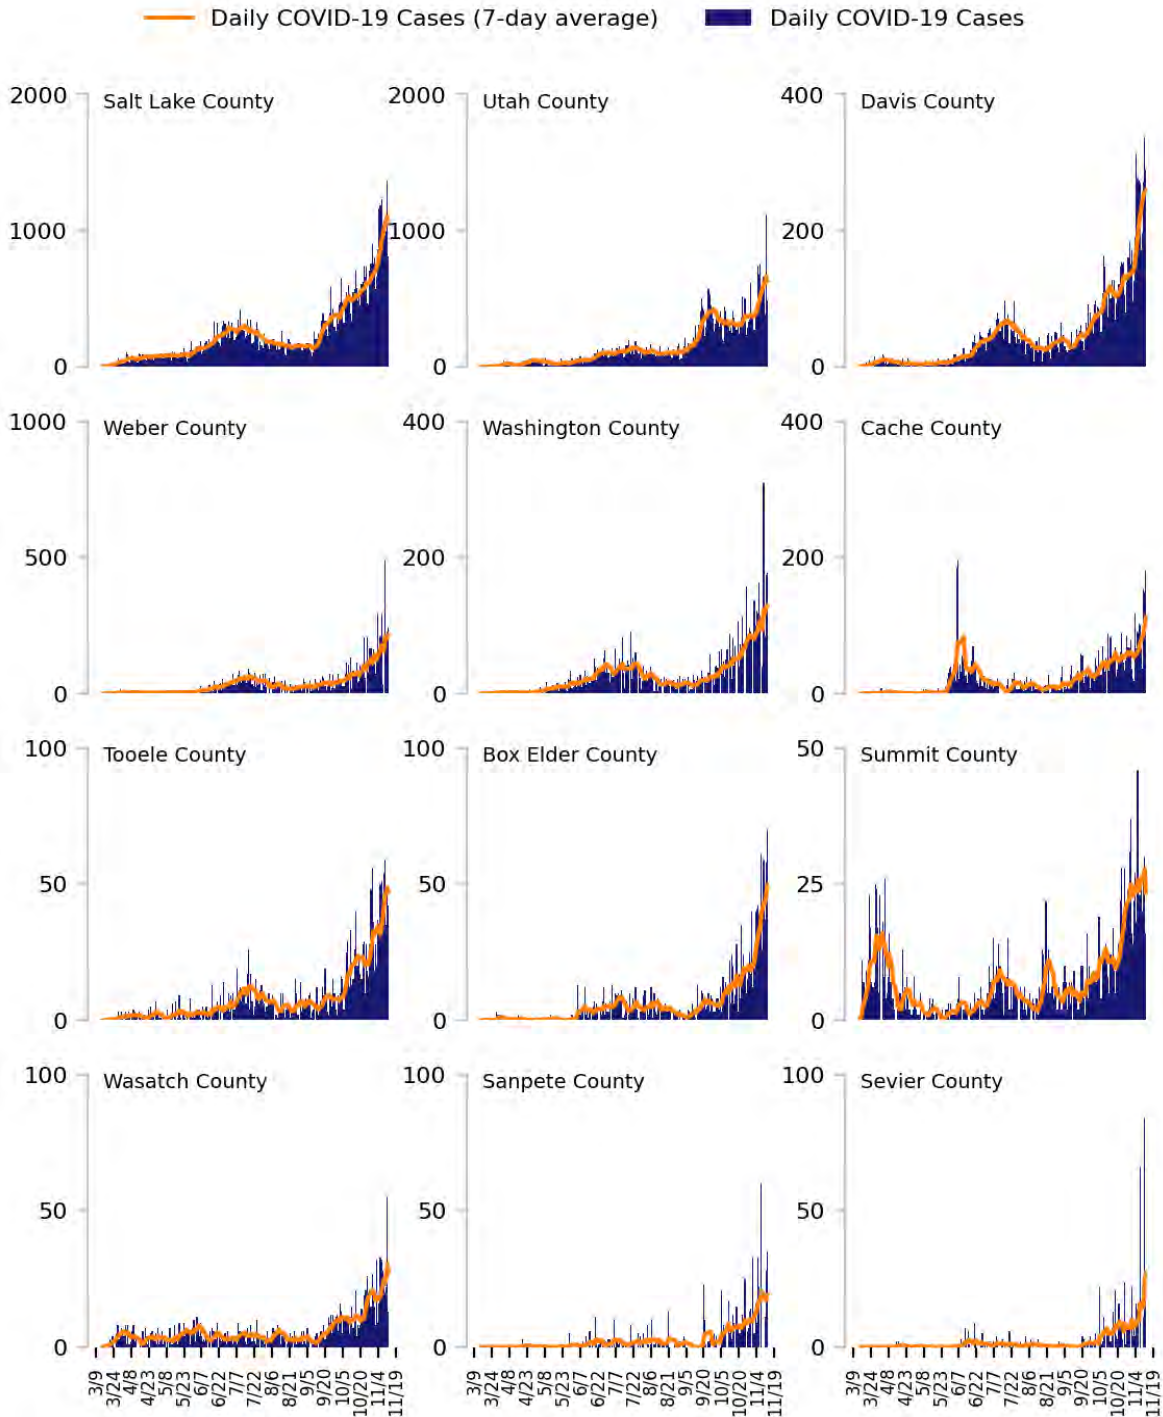 Daily COVID-19 Cases (7-day average) Daily COVID-19 Cases
2000 Salt Lake County 2000 Utah County 400 Davis County
1000 1000 200
0 0 0
1000 Weber County 400 Washington County 400 Cache County
500 200 200
0 0 0
100 Tooele County 100 Box Elder County 50 Summit County
50 50 25
0 0 0
100 Wasatch County 100 Sanpete County 100 Sevier County
50 50 50
0 0 0
3/9 3/24 4/8 4/23 5/8 5/23 6/7 6/22 7/7 7/22 8/6 8/21 9/5 9/20 10/5 10/20 11/4 11/19 3/9 3/24 4/8 4/23 5/8 5/23 6/7 6/22 7/7 7/22 8/6 8/21 9/5 9/20 10/5 10/20 11/4 11/19 3/9 3/24 4/8 4/23 5/8 5/23 6/7 6/22 7/7 7/22 8/6 8/21 9/5 9/20 10/5 10/20 11/4 11/19